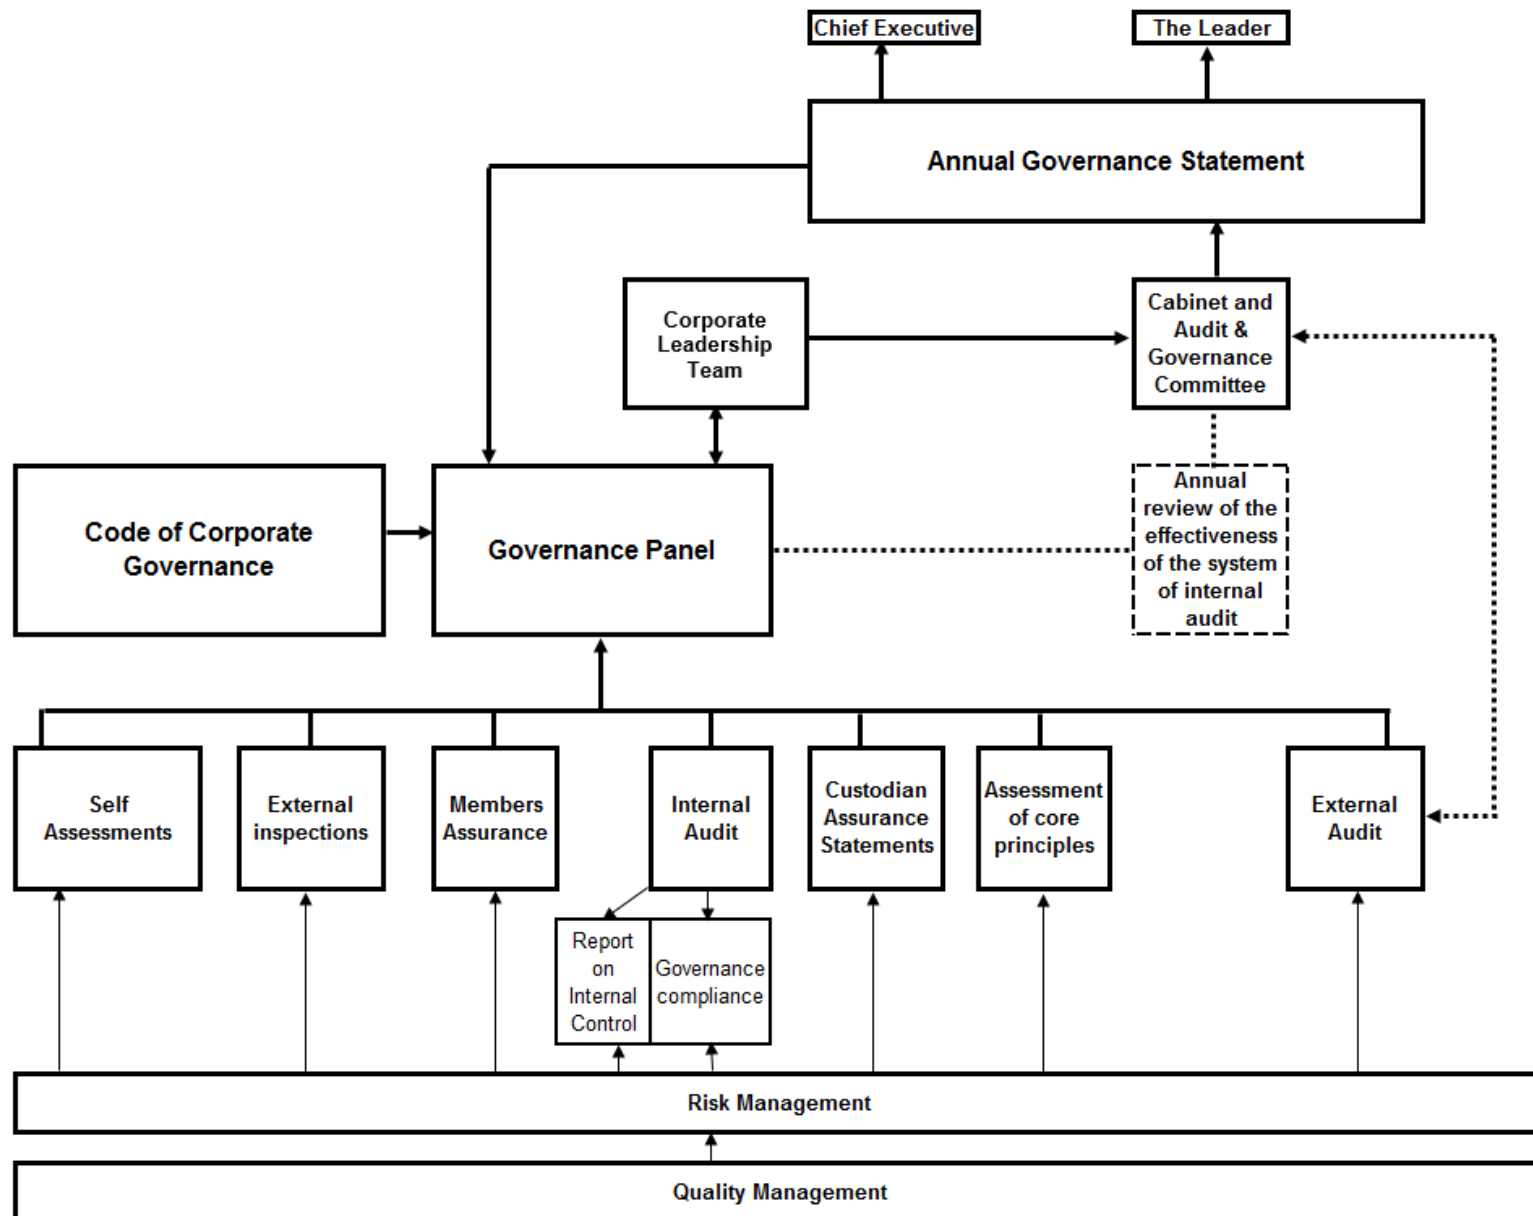 Chief Executive
The Leader
Annual Governance Statement
Corporate
Leadership
Team
Cabinet and
Audit &
Governance
Committee
Code of Corporate
Governance
Governance Panel
Annual
review of the
effectiveness
of the system
of internal
audit
Self
Assessments
External
inspections
Members
Assurance
Internal
Audit
Custodian
Assurance
Statements
Assessment
of core
principles
External
Audit
Report
on
Internal
Control
Governance
compliance
Risk Management
Quality Management